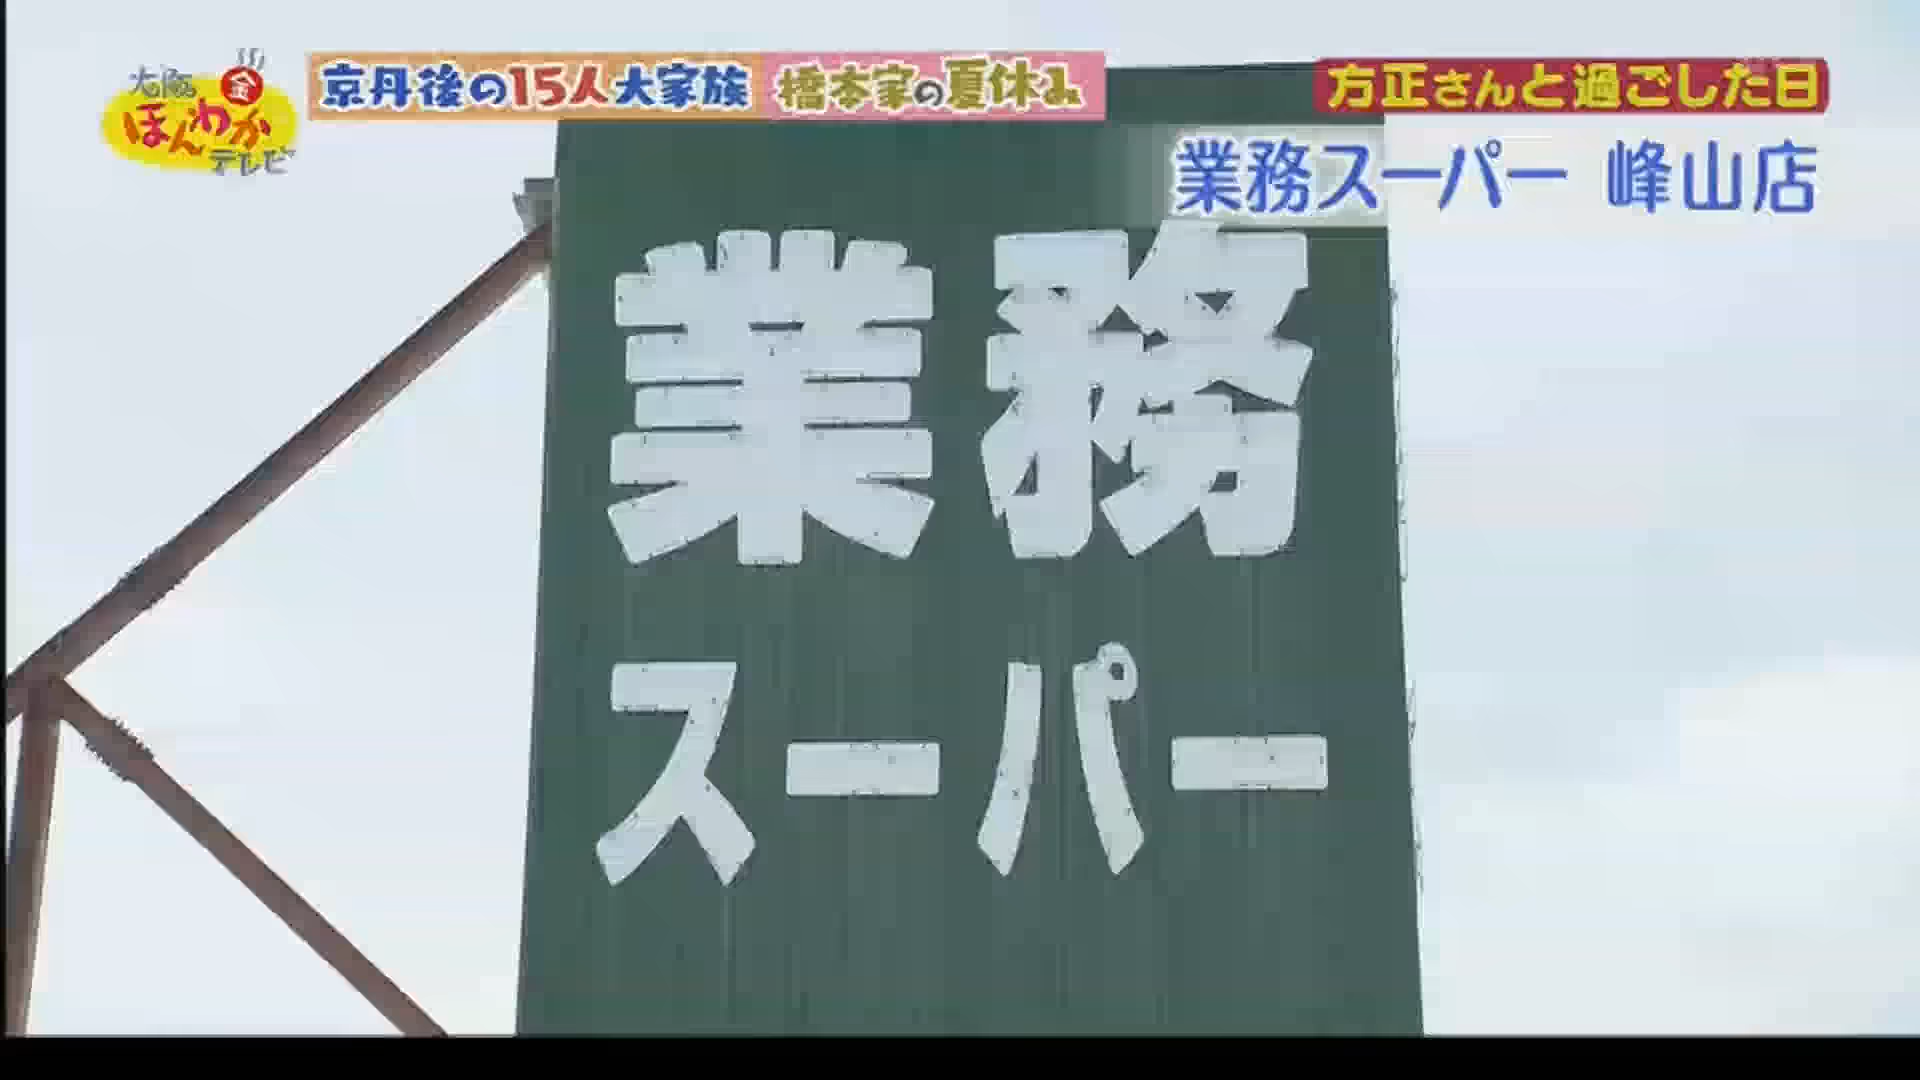 大阪
ほんわか
テレビ
金
京丹後の15人大家族 橋本家の夏休み
方正さんと過ごした日
業務スーパー 峰山店
業務
スーパー